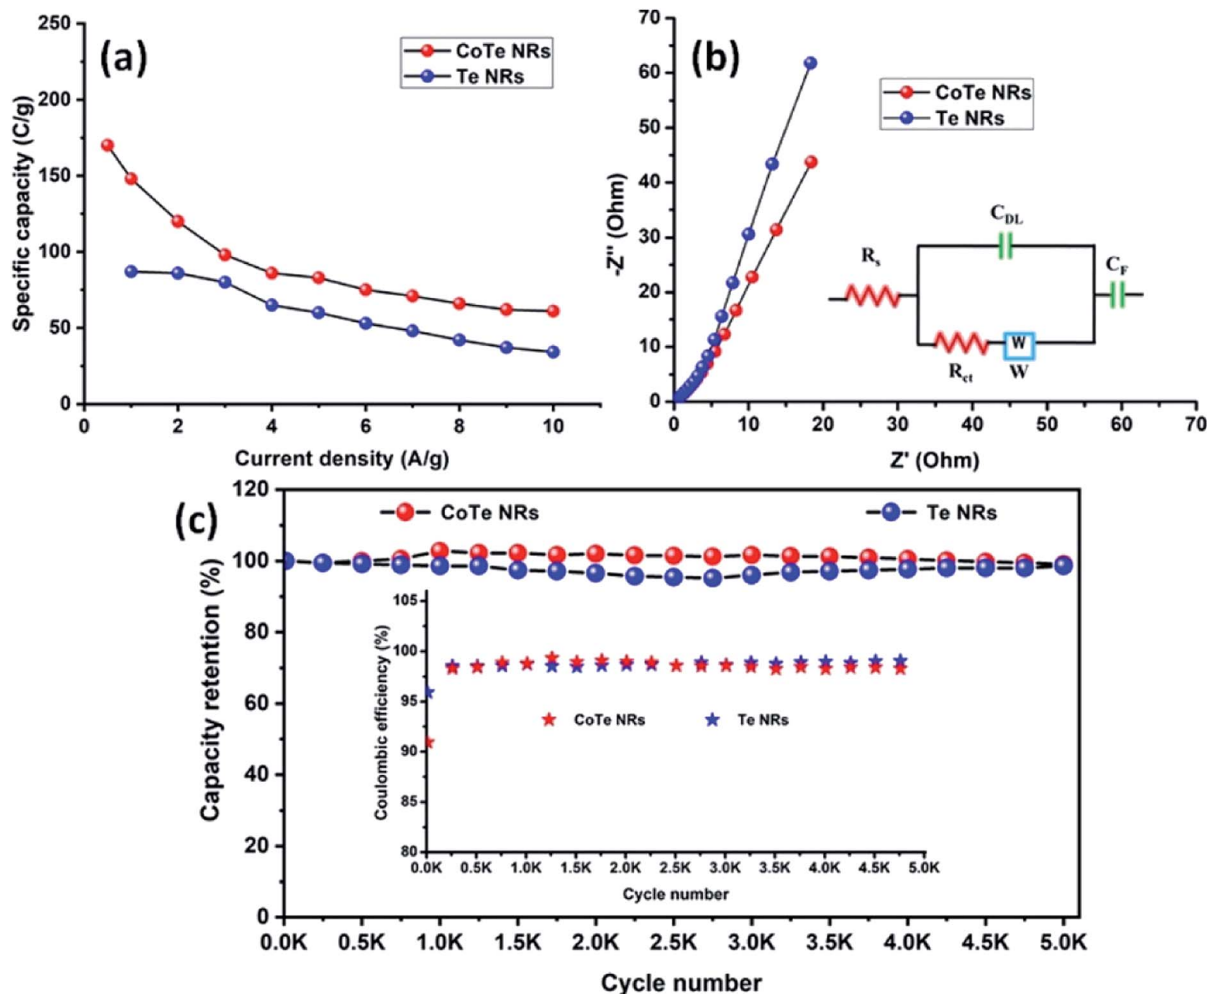 (a)
CoTe NRs
Te NRs
250
200
150
100
50
0
0 2 4 6 8 10
Specific capacity (C/g)
Current density (A/g)
(b)
CoTe NRs
Te NRs
70
60
50
40
30
20
10
0
0 10 20 30 40 50 60 70
-Z'' (Ohm)
Z' (Ohm)
C_DL
R_s
C_F
R_ct
W
W
(c)
CoTe NRs
Te NRs
120
100
80
60
40
20
0
0.0K 0.5K 1.0K 1.5K 2.0K 2.5K 3.0K 3.5K 4.0K 4.5K 5.0K
Capacity retention (%)
Cycle number
105
100
95
90
85
80
0.0K 0.5K 1.0K 1.5K 2.0K 2.5K 3.0K 3.5K 4.0K 4.5K 5.0K
Coulombic efficiency (%)
CoTe NRs
Te NRs
Cycle number